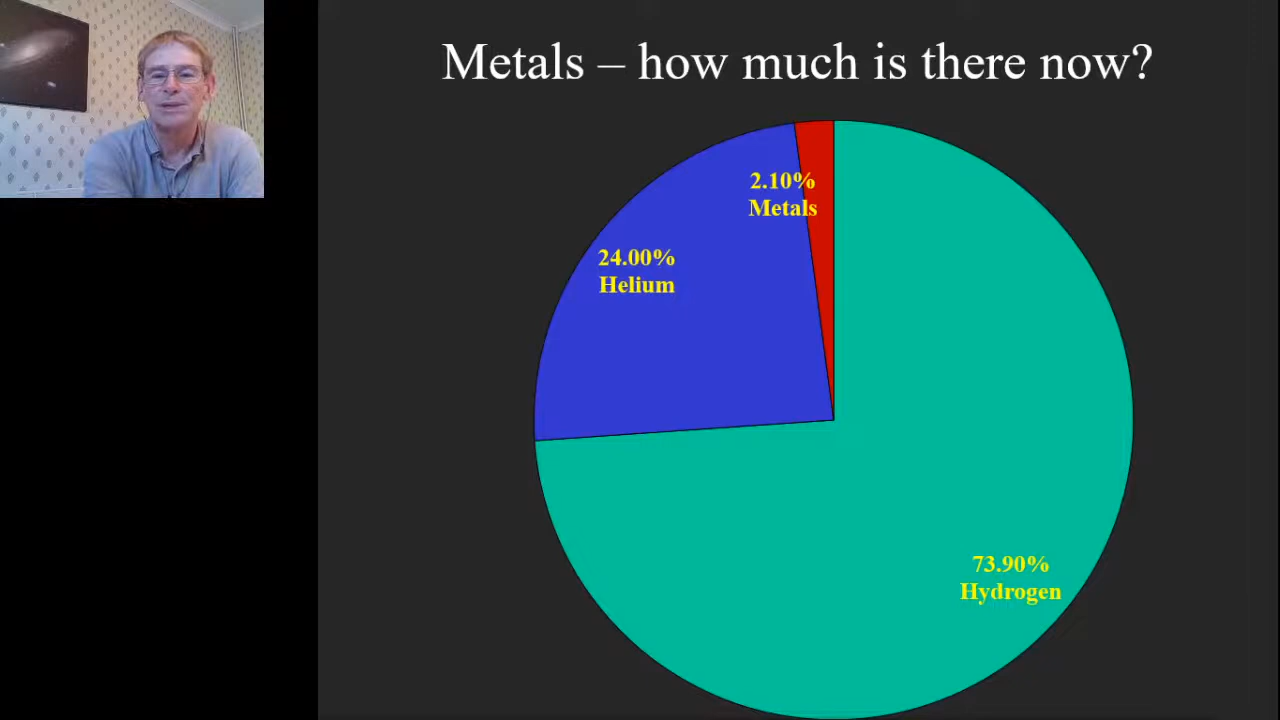 Metals – how much is there now?
2.10%
Metals
24.00%
Helium
73.90%
Hydrogen